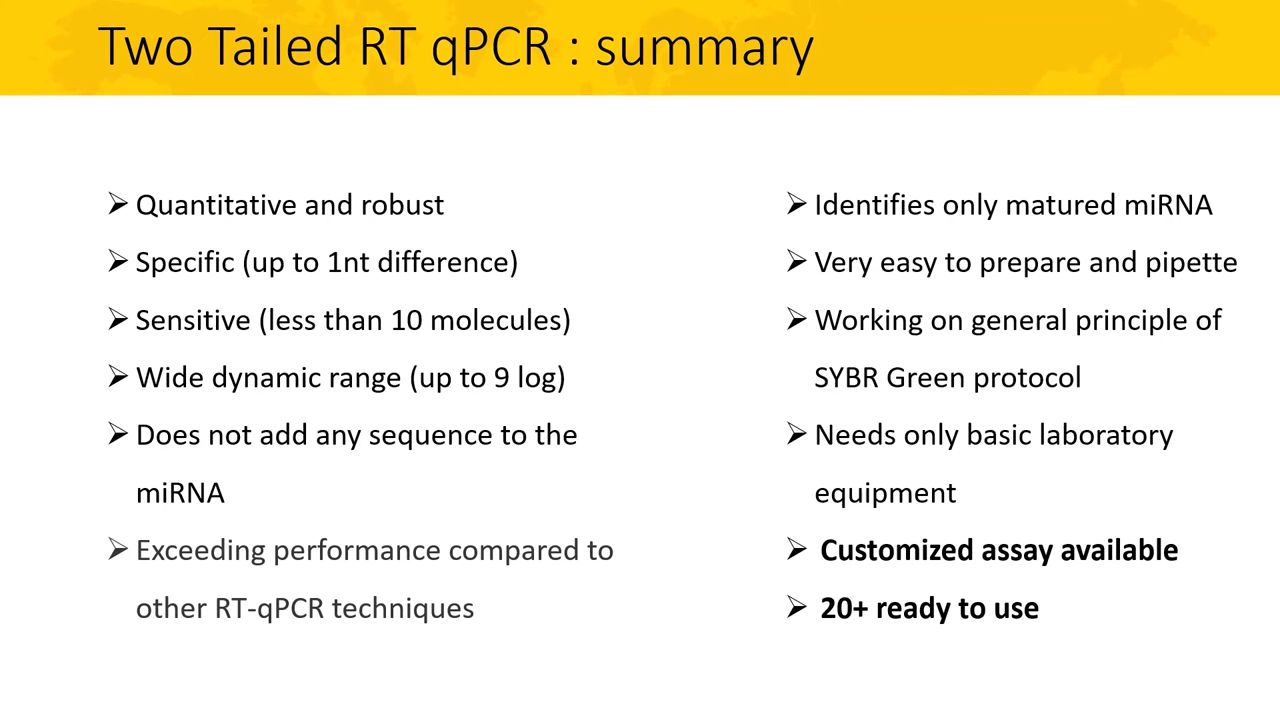 Two Tailed RT qPCR : summary
➢ Quantitative and robust
➢ Specific (up to 1nt difference)
➢ Sensitive (less than 10 molecules)
➢ Wide dynamic range (up to 9 log)
➢ Does not add any sequence to the
miRNA
➢ Exceeding performance compared to
other RT-qPCR techniques
➢ Identifies only matured miRNA
➢ Very easy to prepare and pipette
➢ Working on general principle of
SYBR Green protocol
➢ Needs only basic laboratory
equipment
➢ Customized assay available
➢ 20+ ready to use